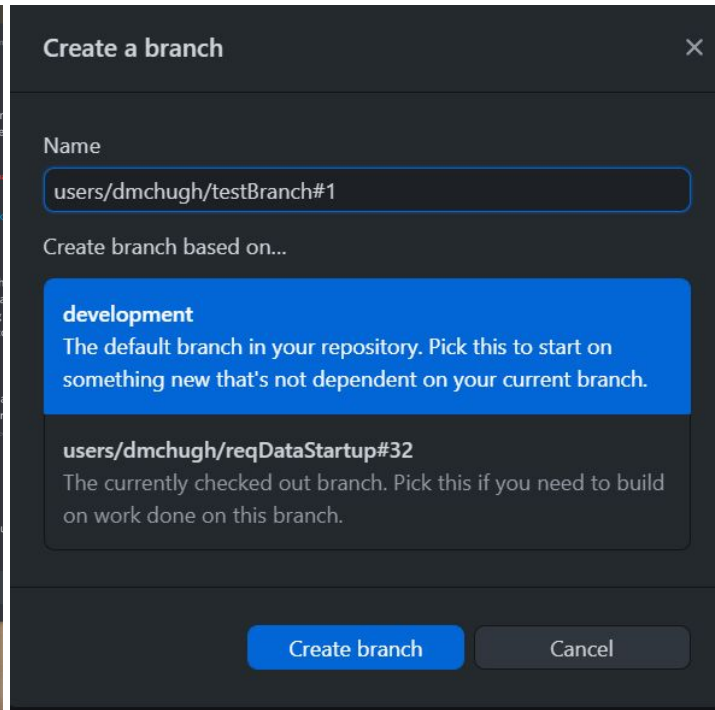 Create a branch
Name
users/dmchugh/testBranch#1
Create branch based on...
development
The default branch in your repository. Pick this to start on
something new that's not dependent on your current branch.
users/dmchugh/reqDataStartup#32
The currently checked out branch. Pick this if you need to build
on work done on this branch.
Create branch
Cancel